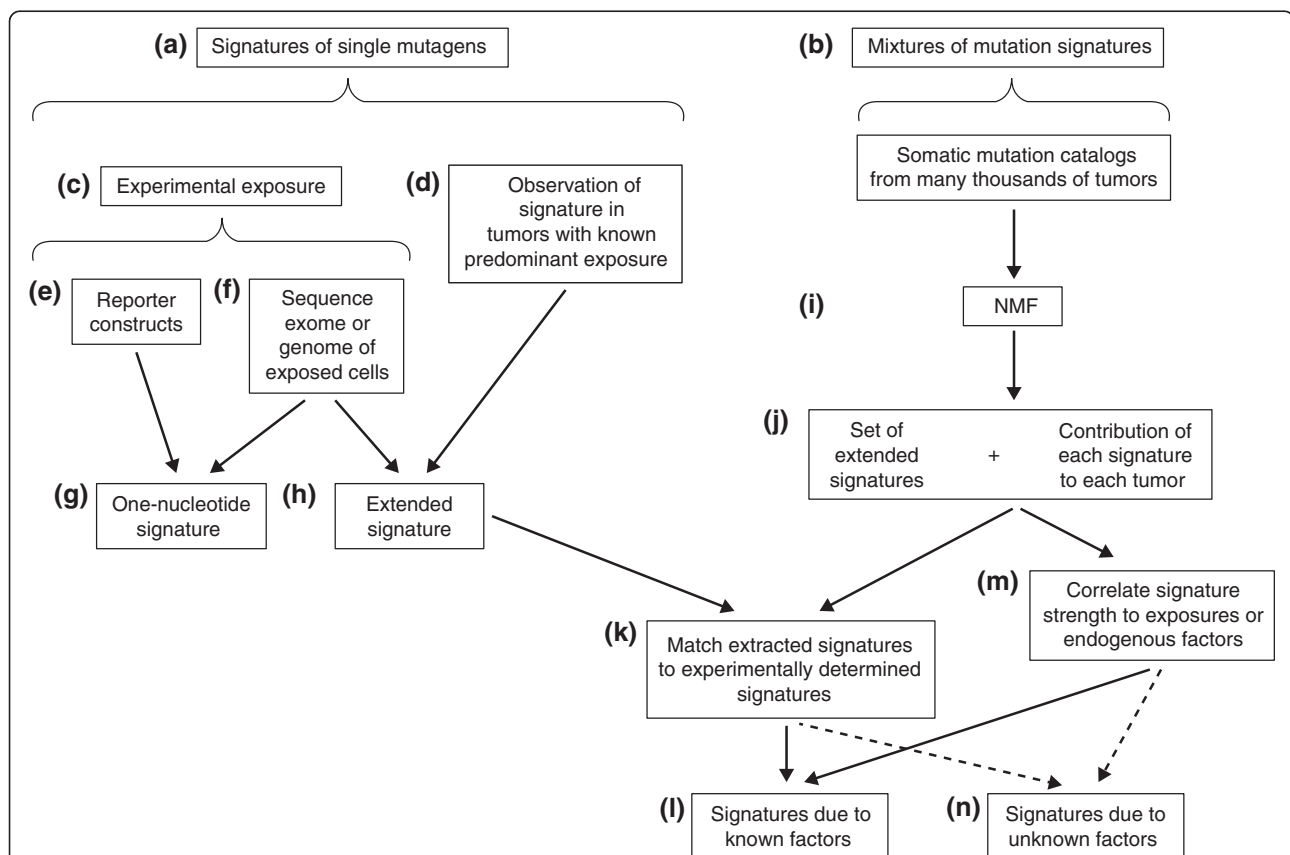 (a) Signatures of single mutagens
(b) Mixtures of mutation signatures
(c) Experimental exposure
(d) Observation of
signature in
tumors with known
predominant exposure
Somatic mutation catalogs
from many thousands of tumors
(e) Reporter
constructs
(f) Sequence
exome or
genome of
exposed cells
(i) NMF
(g) One-nucleotide
signature
(h) Extended
signature
(j) Set of
extended
signatures
+
Contribution of
each signature
to each tumor
(k) Match extracted signatures
to experimentally determined
signatures
(m) Correlate signature
strength to exposures or
endogenous factors
(l) Signatures due to
known factors
(n) Signatures due to
unknown factors